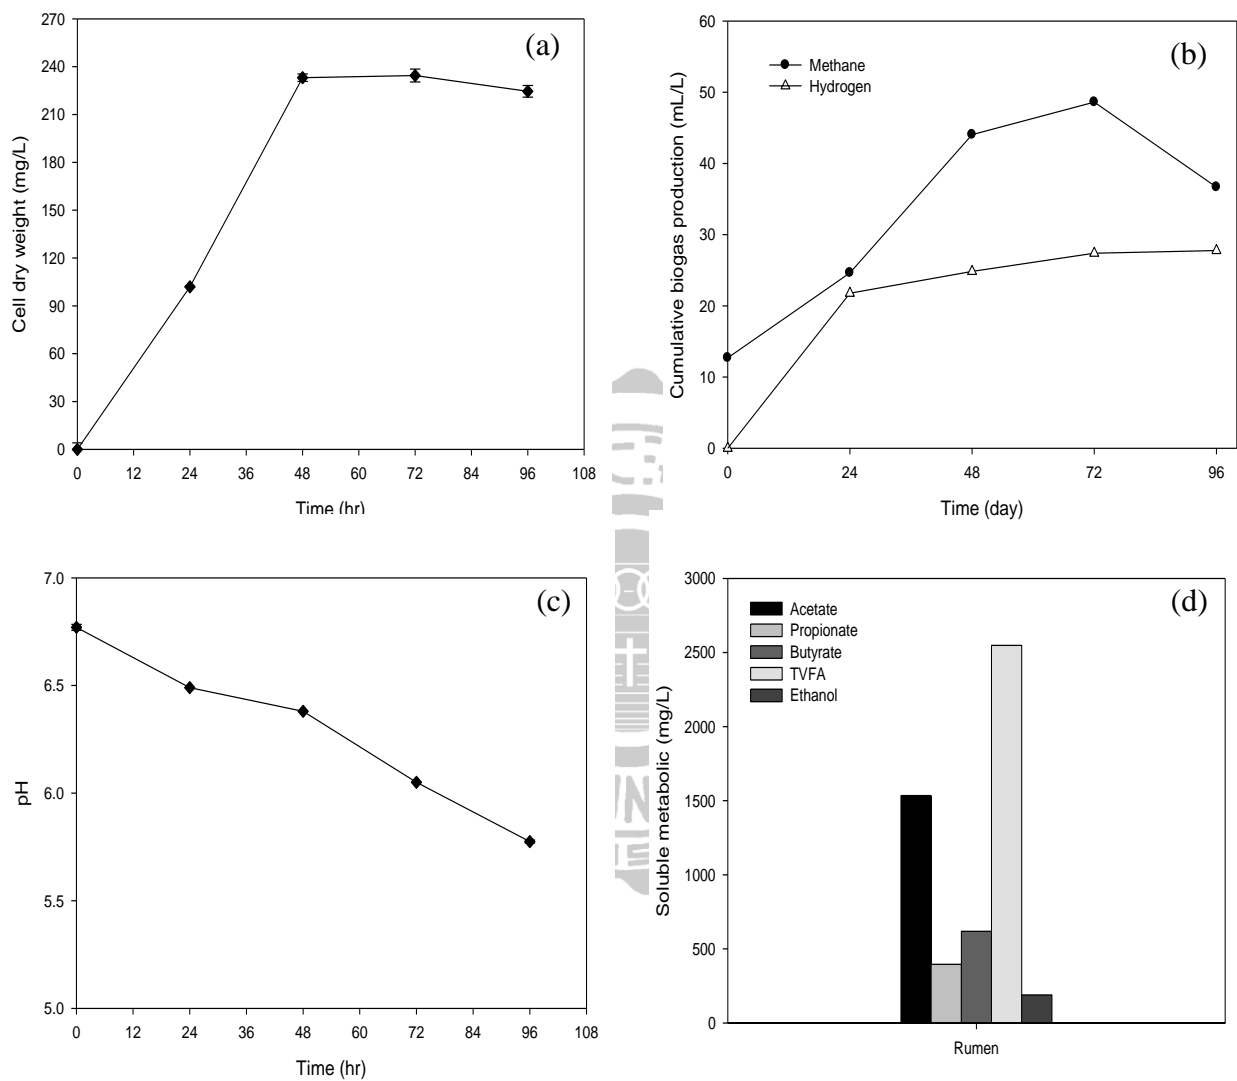 (a)
270
240
210
180
150
120
90
60
30
0
Cell dry weight (mg/L)
0 12 24 36 48 60 72 84 96 108
Time (hr)
(b)
Methane
Hydrogen
60
50
40
30
20
10
0
Cumulative biogas production (mL/L)
0 24 48 72 96
Time (day)
(c)
7.0
6.5
6.0
5.5
5.0
pH
0 12 24 36 48 60 72 84 96 108
Time (hr)
(d)
Acetate
Propionate
Butyrate
TVFA
Ethanol
3000
2500
2000
1500
1000
500
0
Soluble metabolic (mg/L)
Rumen